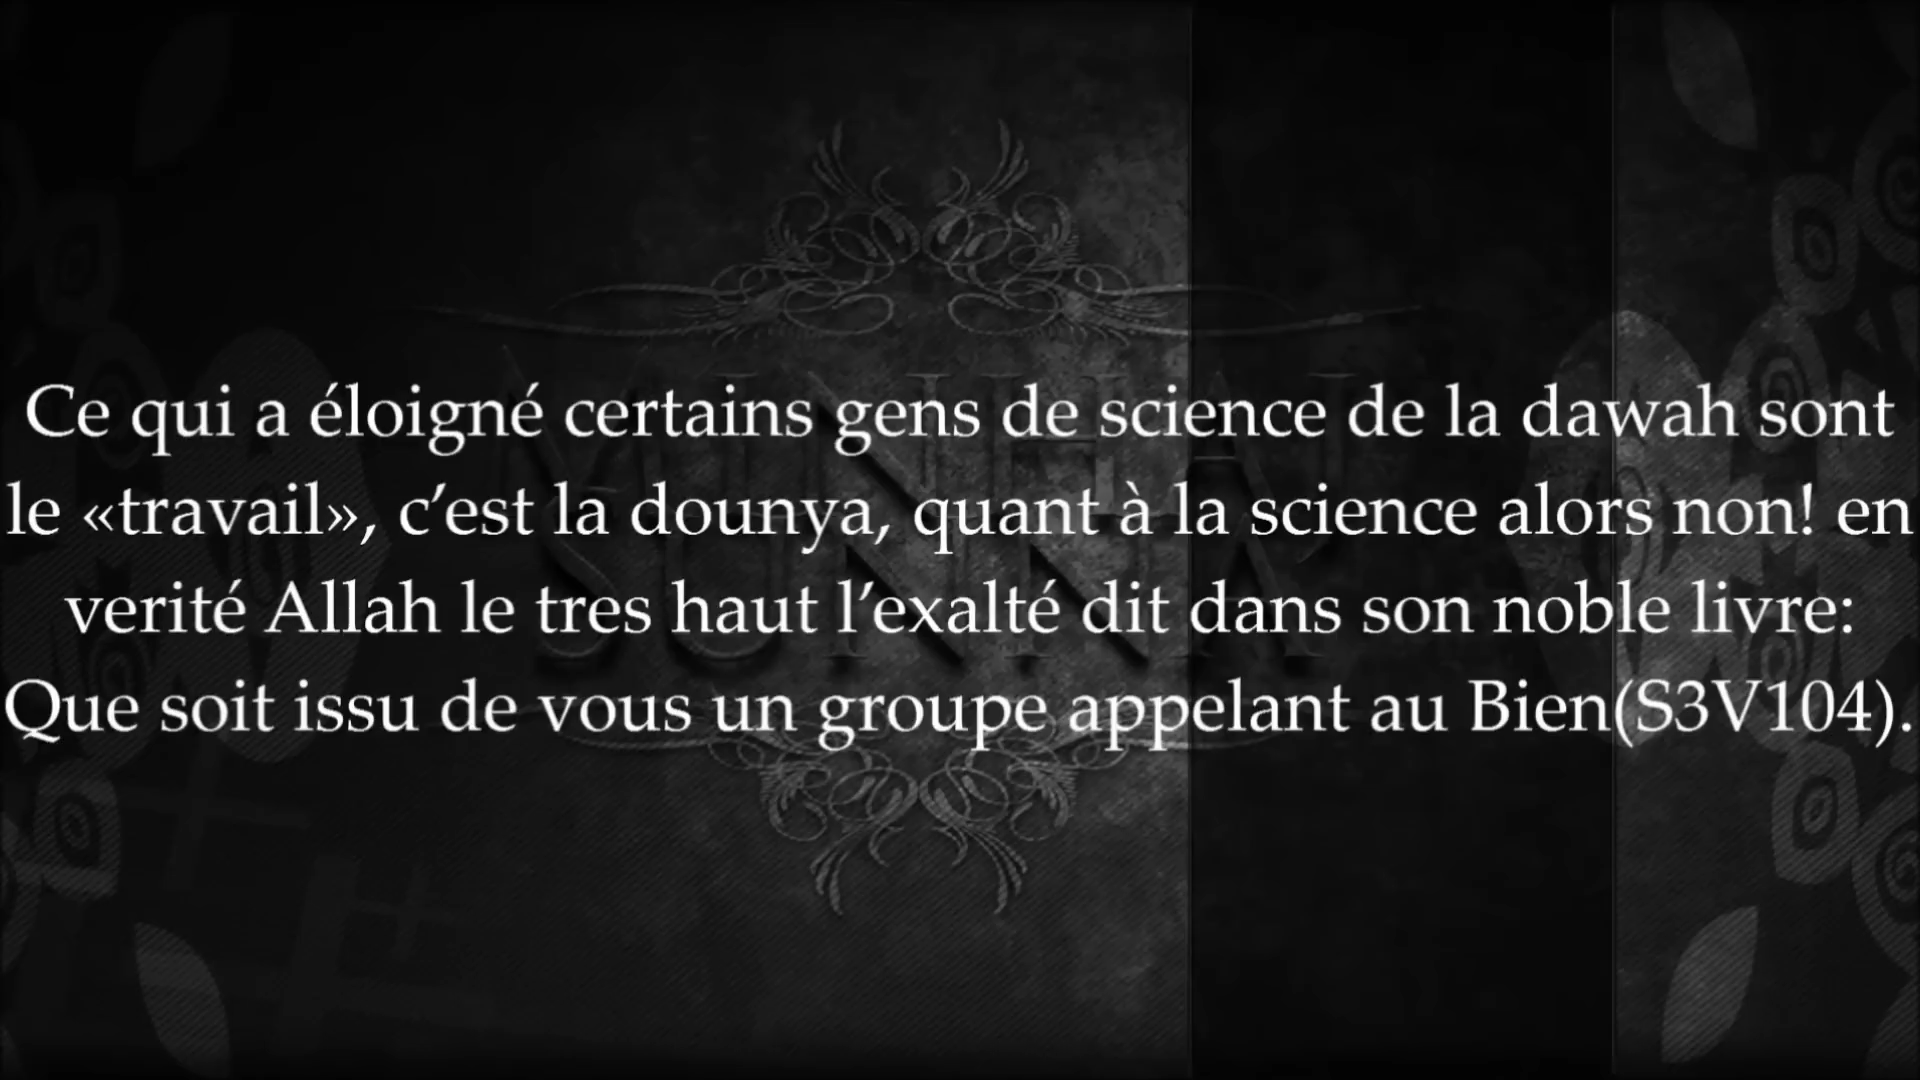 Ce qui a éloigné certains gens de science de la dawah sont
le «travail», c’est la dounya, quant à la science alors non! en
verité Allah le tres haut l’exalté dit dans son noble livre:
Que soit issu de vous un groupe appelant au Bien(S3V104).